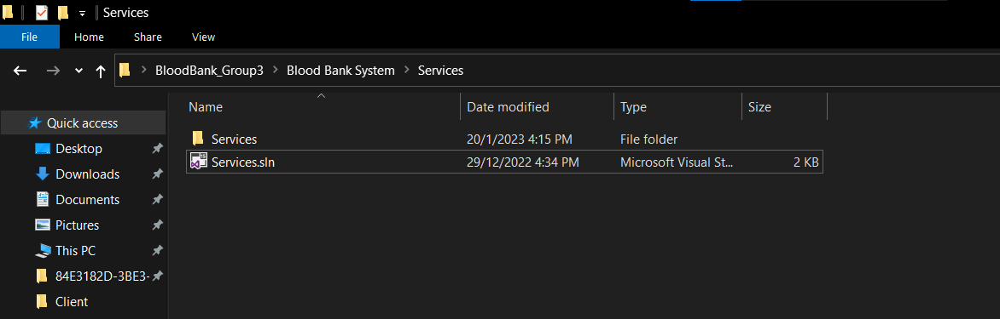 Services
File Home Share View
BloodBank_Group3 Blood Bank System Services
Name Date modified Type Size
Quick access
Services 20/1/2023 4:15 PM File folder
Desktop
Services.sln 29/12/2022 4:34 PM Microsoft Visual St... 2 KB
Downloads
Documents
Pictures
This PC
84E3182D-3BE3-
Client